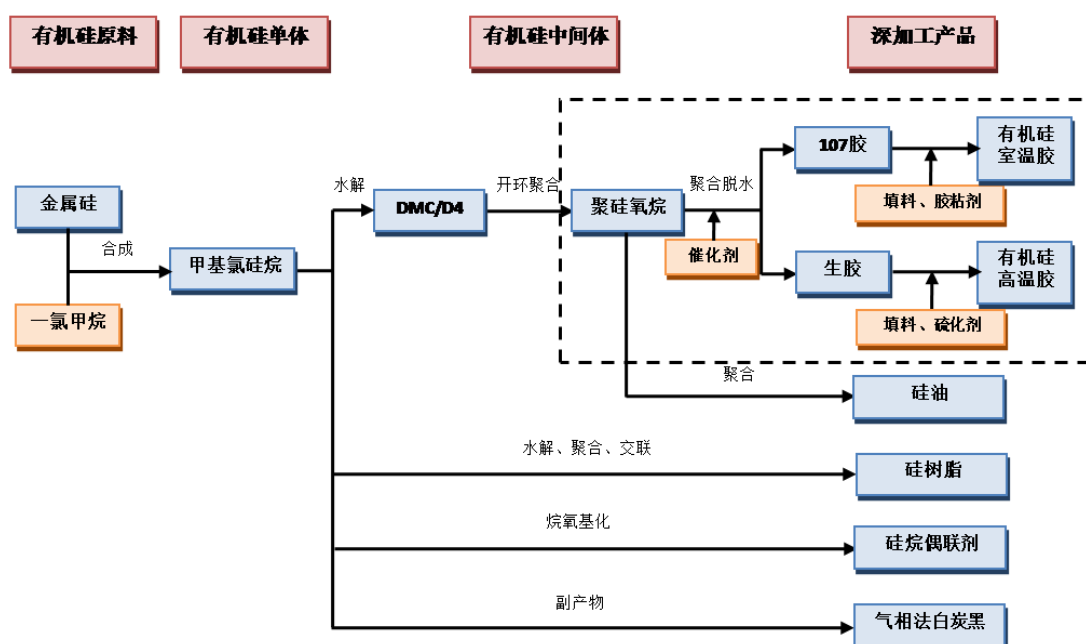 有机硅原料
有机硅单体
有机硅中间体
深加工产品
107胶
有机硅
室温胶
水解
开环聚合
聚合脱水
金属硅
DMC/D4
聚硅氧烷
填料、胶粘剂
合成
甲基氯硅烷
催化剂
生胶
有机硅
高温胶
一氯甲烷
填料、硫化剂
聚合
硅油
水解、聚合、交联
硅树脂
烷氧基化
硅烷偶联剂
副产物
气相法白炭黑